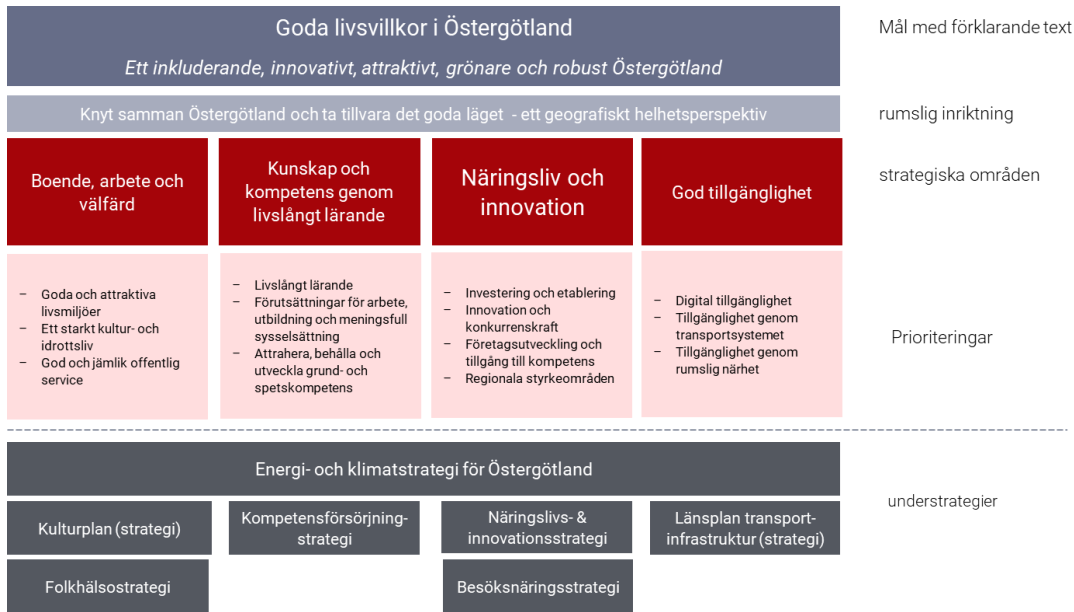 Goda livsvillkor i Östergötland
Ett inkluderande, innovativt, attraktivt, grönare och robust Östergötland
Mål med förklarande text
Knyt samman Östergötland och ta tillvara det goda läget - ett geografiskt helhetsperspektiv
rumslig inriktning
Boende, arbete och
välfärd
Kunskap och
kompetens genom
livslångt lärande
Näringsliv och
innovation
God tillgänglighet
strategiska områden
– Goda och attraktiva
livsmiljöer
– Ett starkt kultur- och
idrottsliv
– God och jämlik offentlig
service
– Livslångt lärande
– Förutsättningar för arbete,
utbildning och meningsfull
sysselsättning
– Attrahera, behålla och
utveckla grund- och
spetskompetens
– Investering och etablering
– Innovation och
konkurrenskraft
– Företagsutveckling och
tillgång till kompetens
– Regionala styrkeområden
– Digital tillgänglighet
– Tillgänglighet genom
transportsystemet
– Tillgänglighet genom
rumslig närhet
Prioriteringar
Energi- och klimatstrategi för Östergötland
understrategier
Kulturplan (strategi)
Kompetensförsörjning-
strategi
Näringslivs- &
innovationsstrategi
Länsplan transport-
infrastruktur (strategi)
Folkhälsostrategi
Besöksnäringsstrategi